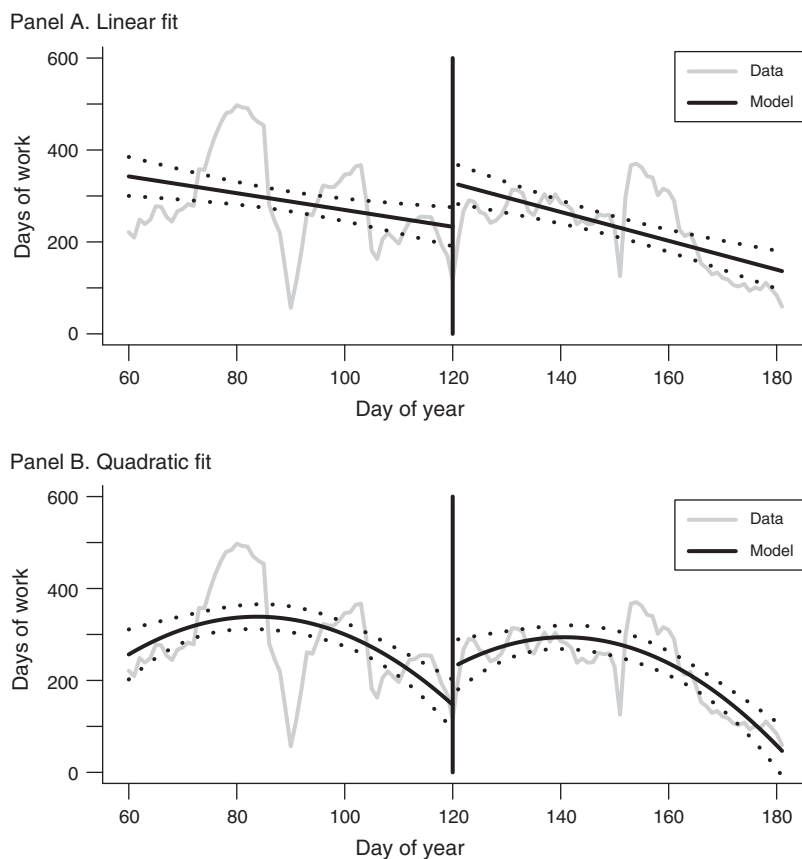 Panel A. Linear fit
600
400
200
0
Days of work
Data
Model
60 80 100 120 140 160 180
Day of year
Panel B. Quadratic fit
600
400
200
0
Days of work
Data
Model
60 80 100 120 140 160 180
Day of year